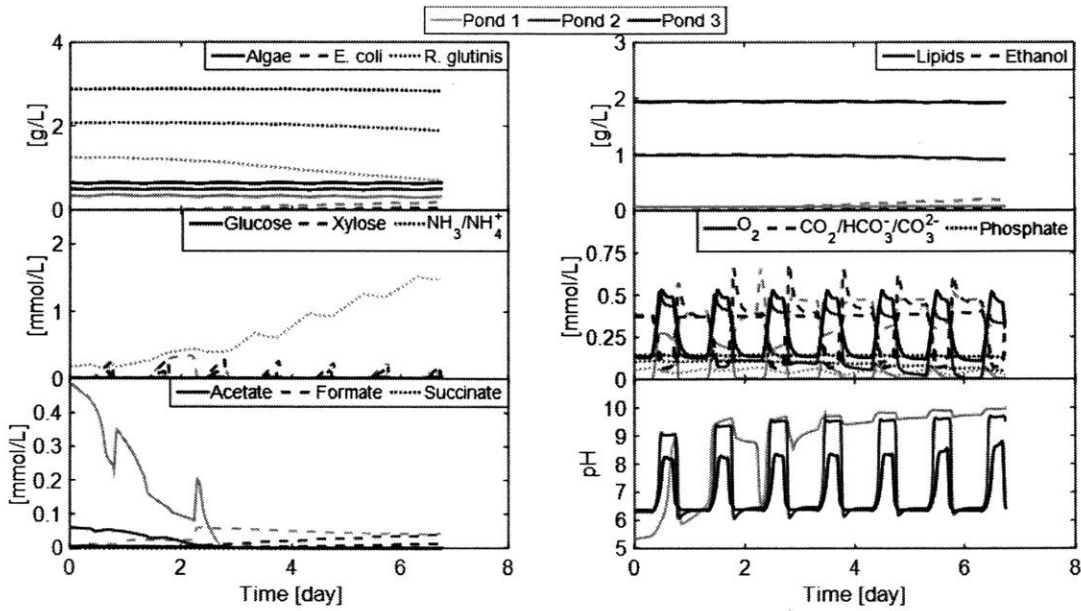 Pond 1 Pond 2 Pond 3
Algae E. coli R. glutinis
[g/L]
4
2
0
Glucose Xylose NH3/NH4+
[mmol/L]
2
1
0
Acetate Formate Succinate
[mmol/L]
0.4
0.3
0.2
0.1
0
0 2 4 6 8
Time [day]
Lipids Ethanol
[g/L]
3
2
1
0
O2 CO2/HCO3-/CO3 2- Phosphate
[mmol/L]
0.75
0.5
0.25
0
pH
10
9
8
7
6
5
0 2 4 6 8
Time [day]